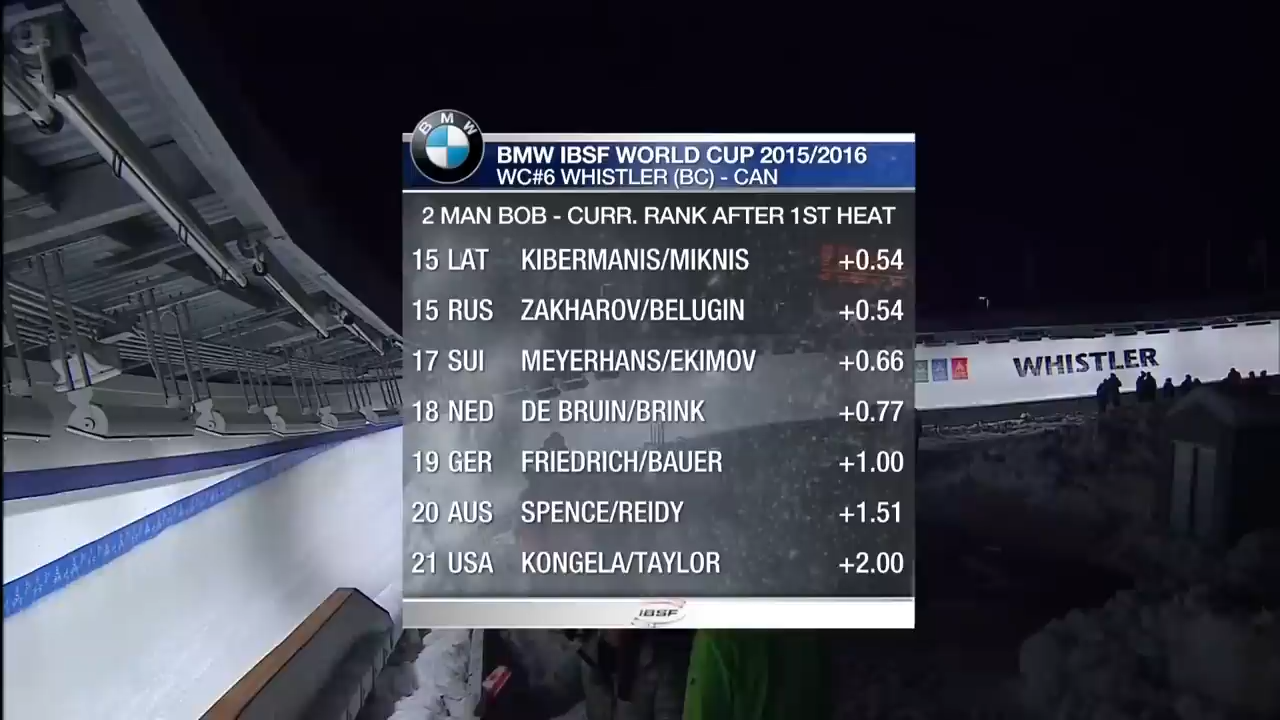 BMW
BMW IBSF WORLD CUP 2015/2016
WC#6 WHISTLER (BC) - CAN
2 MAN BOB - CURR. RANK AFTER 1ST HEAT
15 LAT KIBERMANIS/MIKNIS +0.54
15 RUS ZAKHAROV/BELUGIN +0.54
17 SUI MEYERHANS/EKIMOV +0.66
18 NED DE BRUIN/BRINK +0.77
19 GER FRIEDRICH/BAUER +1.00
20 AUS SPENCE/REIDY +1.51
21 USA KONGELA/TAYLOR +2.00
IBSF
WHISTLER